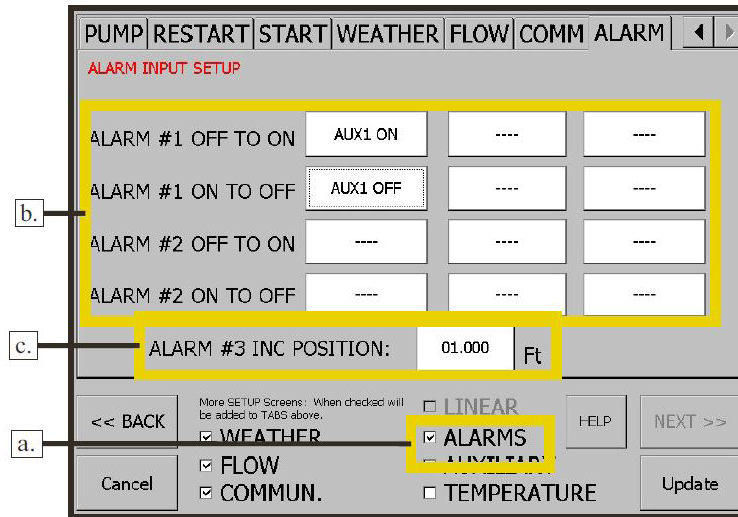 PUMP RESTART START WEATHER FLOW COMM ALARM
ALARM INPUT SETUP
ALARM #1 OFF TO ON AUX1 ON ---- ----
ALARM #1 ON TO OFF AUX1 OFF ---- ----
b.
ALARM #2 OFF TO ON ---- ---- ----
ALARM #2 ON TO OFF ---- ---- ----
c.
ALARM #3 INC POSITION: 01.000 Ft
<< BACK
More SETUP Screens: When checked will
be added to TABS above.
LINEAR
HELP
NEXT >>
a.
WEATHER
ALARMS
FLOW
AUXILIARY
Cancel
COMMUN.
TEMPERATURE
Update